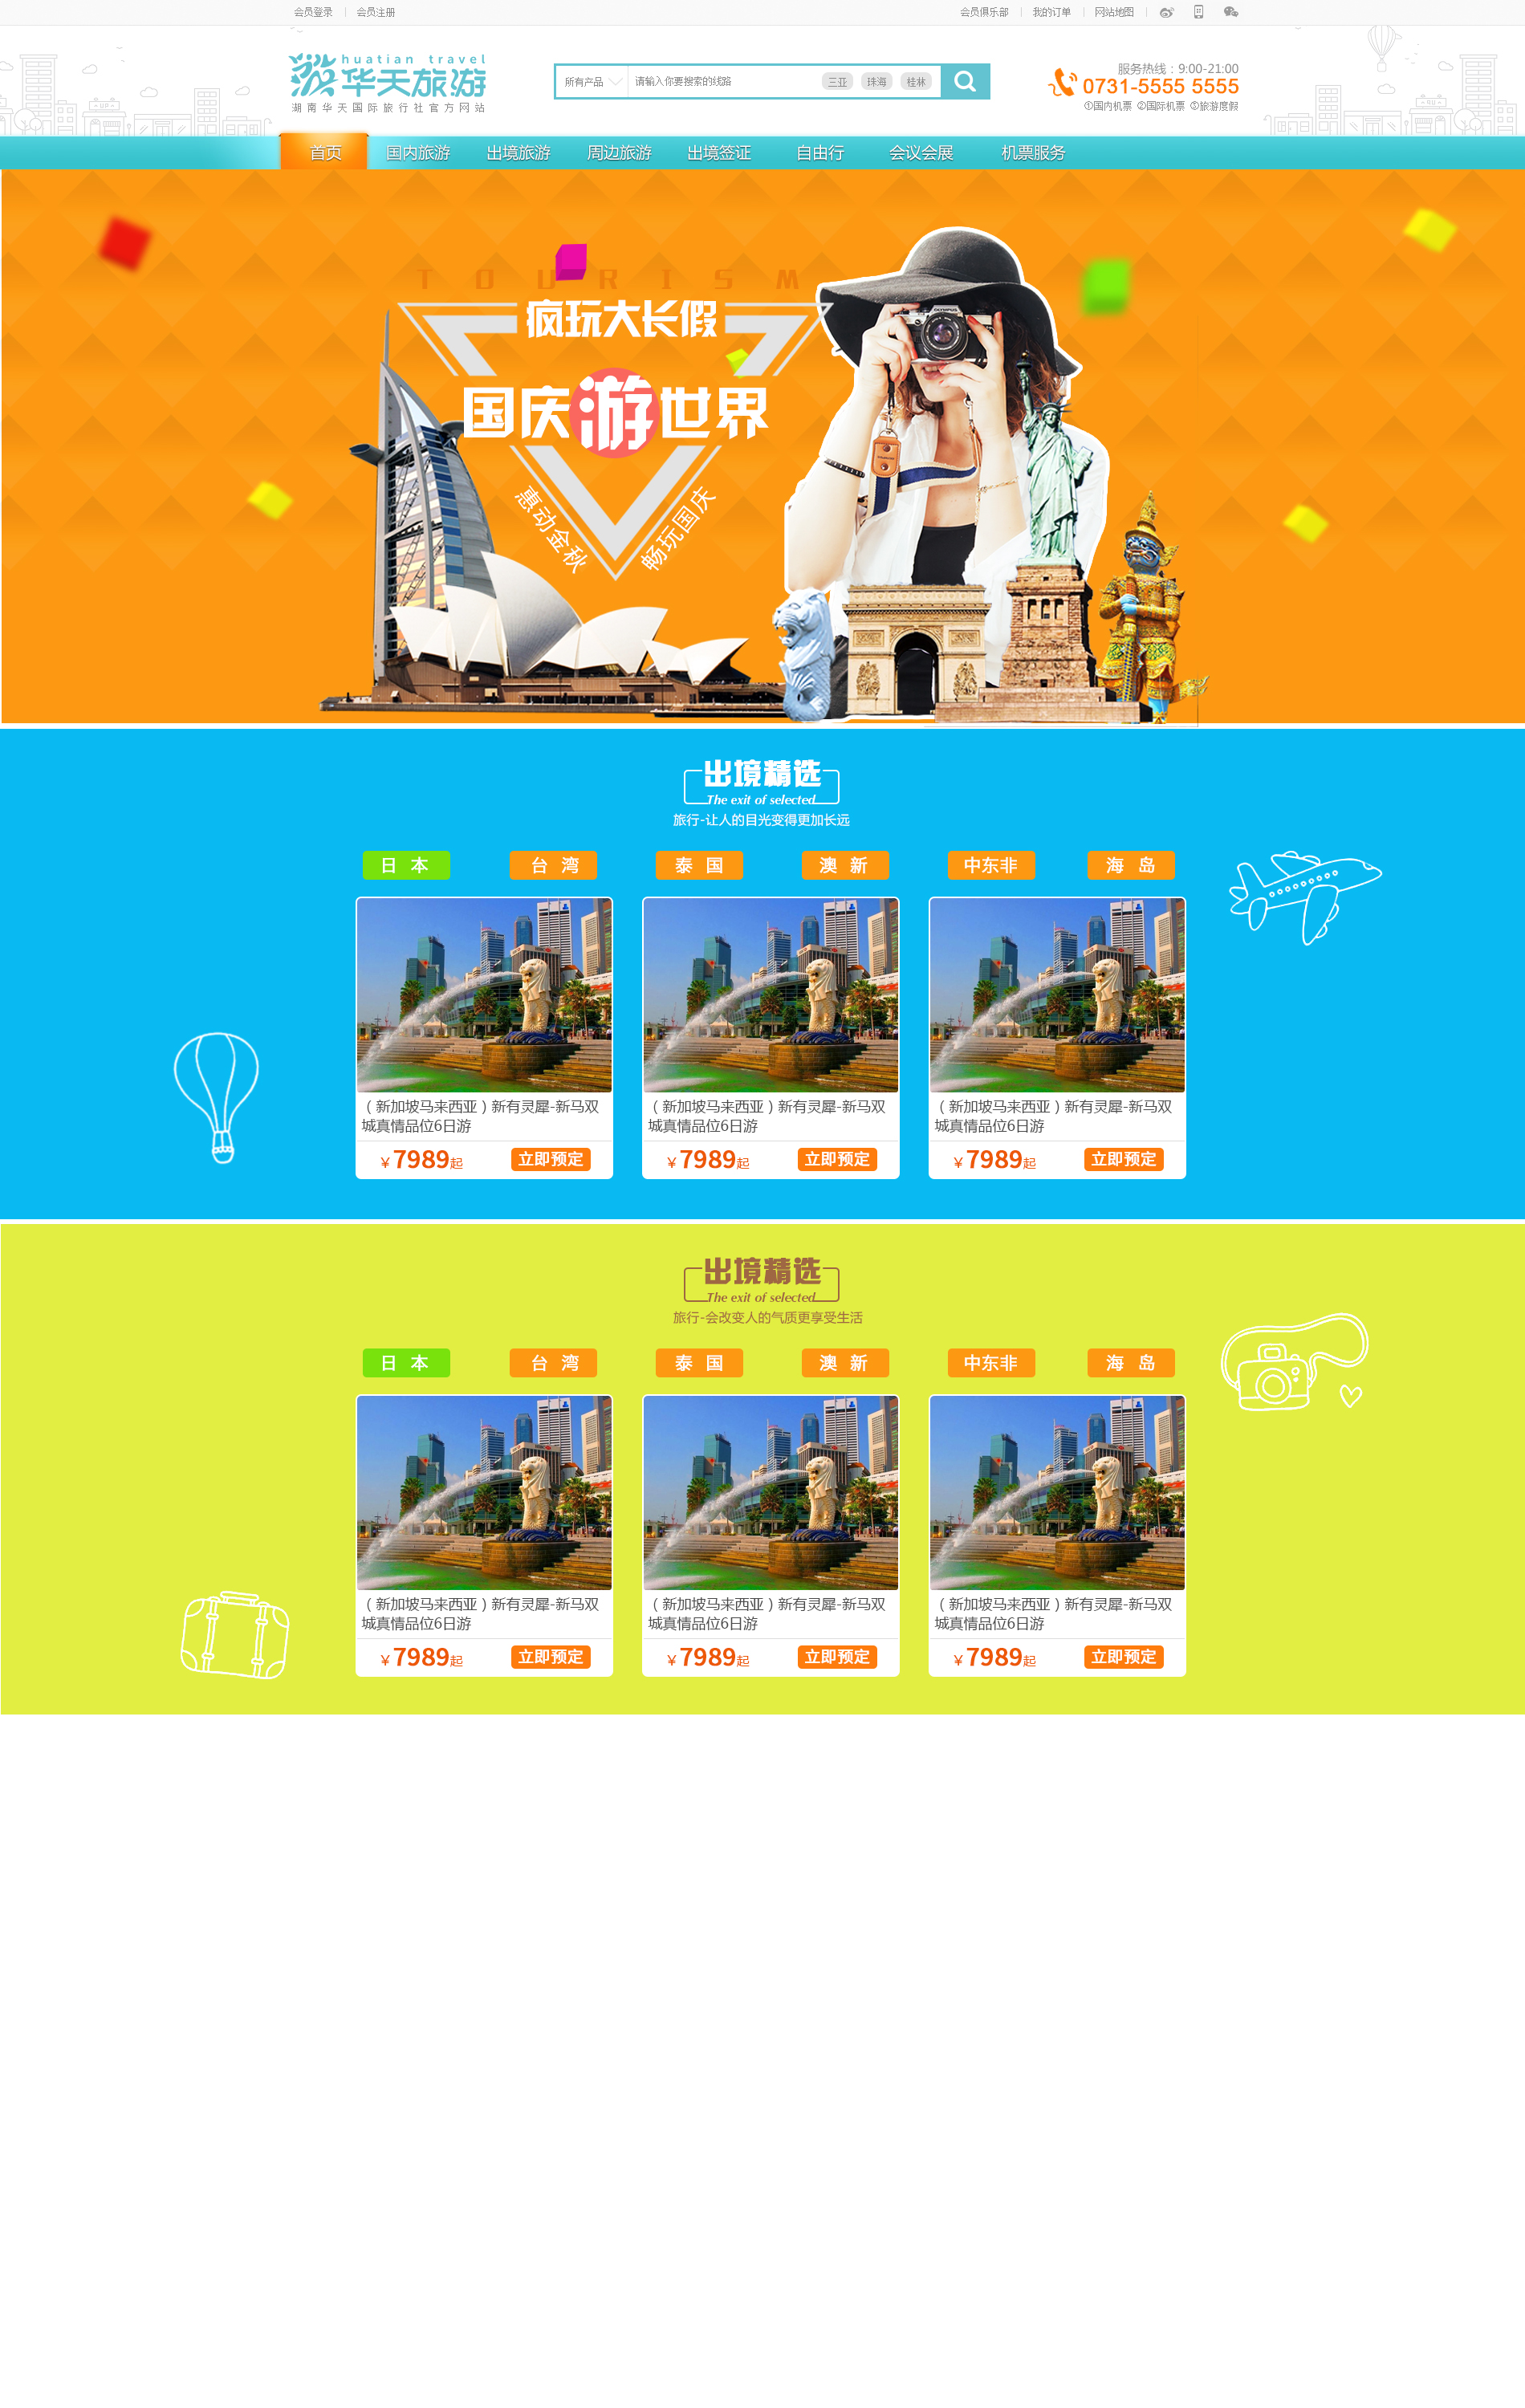 会员登录 会员注册 会员俱乐部 我的订单 网站地图
huatian travel
游华天旅游
湖南华天国际旅行社官方网站
所有产品 请输入你要搜索的线路 三亚 珠海 桂林
服务热线：9:00-21:00
0731-5555 5555
①国内机票 ②国际机票 ③旅游度假
UP
首页 国内旅游 出境旅游 周边旅游 出境签证 自由行 会议会展 机票服务
TOURISM
疯玩大长假
OLYMPUS
国庆游世界
惠动金秋 畅玩国庆
出境精选
The exit of selected
旅行-让人的目光变得更加长远
日 本 台 湾 泰 国 澳 新 中东非 海 岛
（新加坡马来西亚）新有灵犀-新马双
城真情品位6日游
￥7989起 立即预定
（新加坡马来西亚）新有灵犀-新马双
城真情品位6日游
￥7989起 立即预定
（新加坡马来西亚）新有灵犀-新马双
城真情品位6日游
￥7989起 立即预定
出境精选
The exit of selected
旅行-会改变人的气质更享受生活
日 本 台 湾 泰 国 澳 新 中东非 海 岛
（新加坡马来西亚）新有灵犀-新马双
城真情品位6日游
￥7989起 立即预定
（新加坡马来西亚）新有灵犀-新马双
城真情品位6日游
￥7989起 立即预定
（新加坡马来西亚）新有灵犀-新马双
城真情品位6日游
￥7989起 立即预定